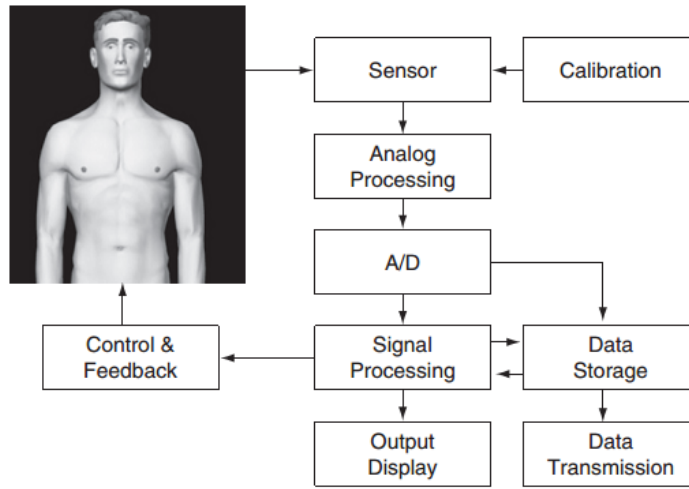 Sensor
Calibration
Analog
Processing
A/D
Control &
Feedback
Signal
Processing
Data
Storage
Output
Display
Data
Transmission